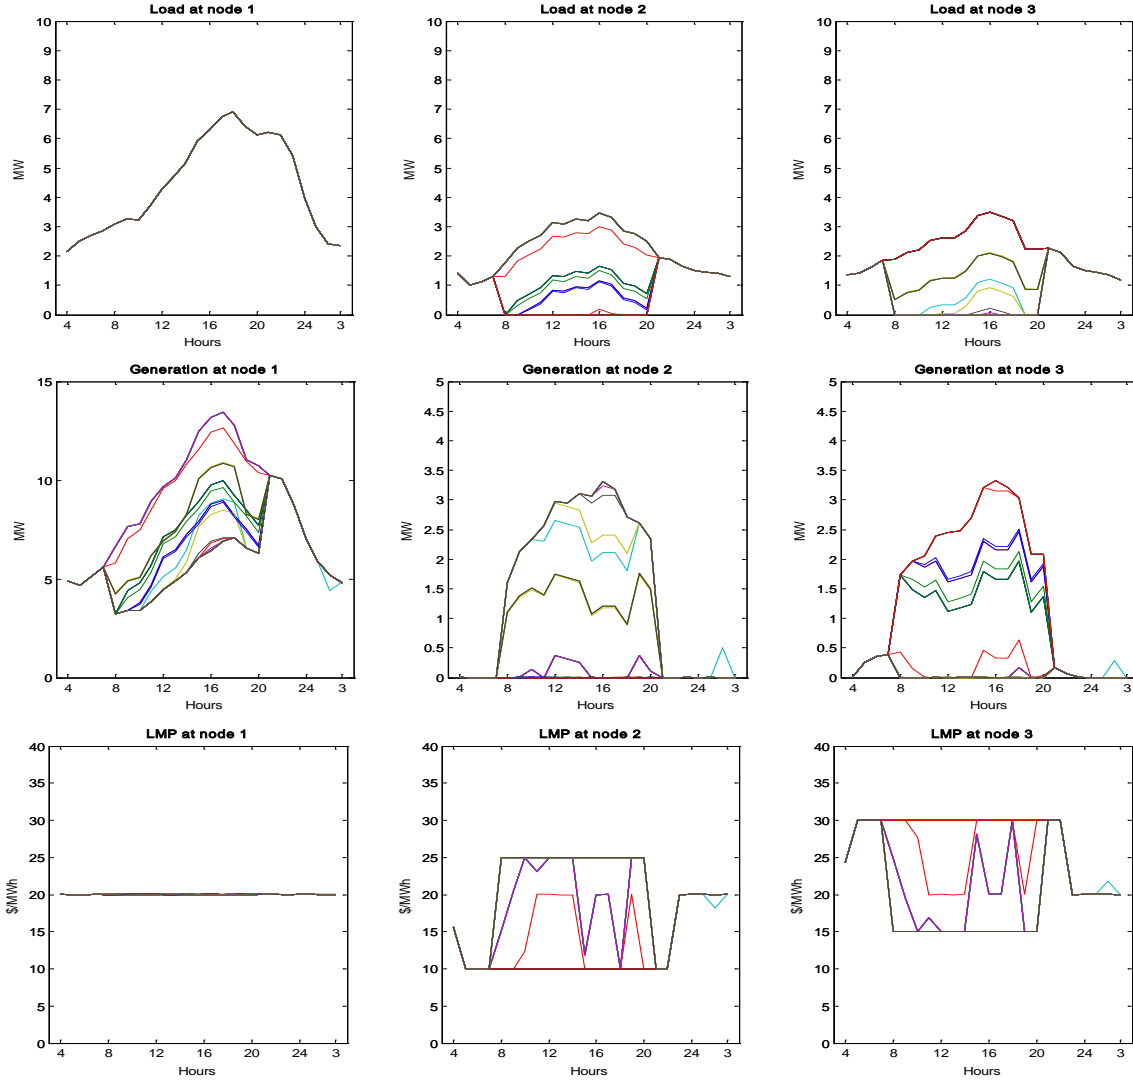 Load at node 1
10
9
8
7
6
5
4
3
2
1
0
MW
4 8 12 16 20 24 3
Hours
Load at node 2
10
9
8
7
6
5
4
3
2
1
0
MW
4 8 12 16 20 24 3
Hours
Load at node 3
10
9
8
7
6
5
4
3
2
1
0
MW
4 8 12 16 20 24 3
Hours
Generation at node 1
15
10
5
0
MW
4 8 12 16 20 24 3
Hours
Generation at node 2
5
4.5
4
3.5
3
2.5
2
1.5
1
0.5
0
MW
4 8 12 16 20 24 3
Hours
Generation at node 3
5
4.5
4
3.5
3
2.5
2
1.5
1
0.5
0
MW
4 8 12 16 20 24 3
Hours
LMP at node 1
40
35
30
25
20
15
10
5
0
$/MWh
4 8 12 16 20 24 3
Hours
LMP at node 2
40
35
30
25
20
15
10
5
0
$/MWh
4 8 12 16 20 24 3
Hours
LMP at node 3
40
35
30
25
20
15
10
5
0
$/MWh
4 8 12 16 20 24 3
Hours